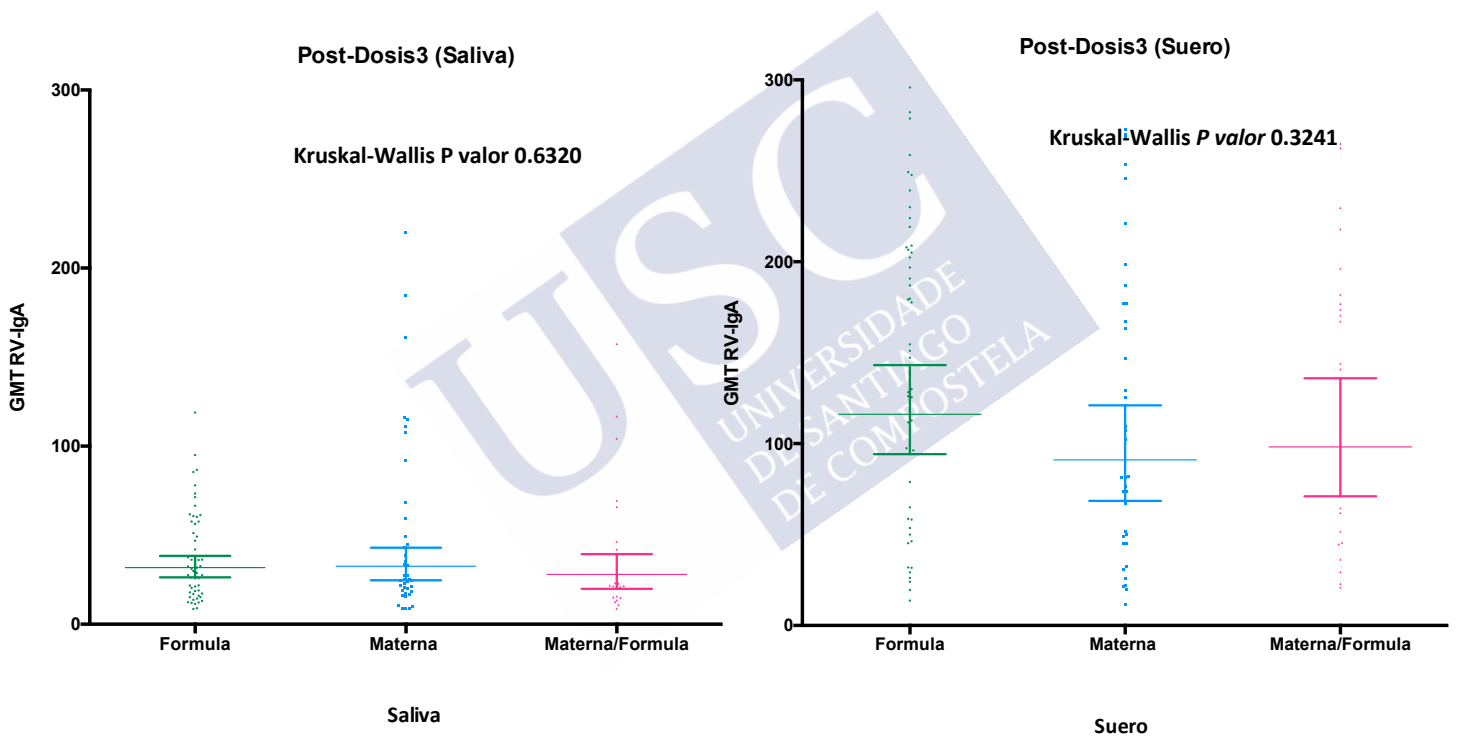 Post-Dosis3 (Saliva)
Kruskal-Wallis P valor 0.6320
GMT RV-IgA
300
200
100
0
Formula Materna Materna/Formula
Saliva
Post-Dosis3 (Suero)
Kruskal-Wallis P valor 0.3241
GMT RV-IgA
300
200
100
0
Formula Materna Materna/Formula
Suero
USC
UNIVERSIDADE
DE SANTIAGO
DE COMPOSTELA